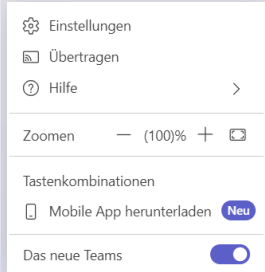 Einstellungen
Übertragen
Hilfe
Zoomen — (100)% +
Tastenkombinationen
Mobile App herunterladen Neu
Das neue Teams